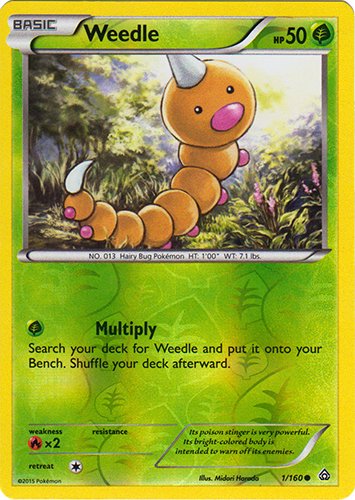 BASIC
Weedle
HP 50
NO. 013 Hairy Bug Pokémon HT: 1'00" WT: 7.1 lbs.
Multiply
Search your deck for Weedle and put it onto your
Bench. Shuffle your deck afterward.
weakness
resistance
×2
retreat
Its poison stinger is very powerful.
Its bright-colored body is
intended to warn off its enemies.
©2015 Pokémon
Illus. Midori Harada
1/160